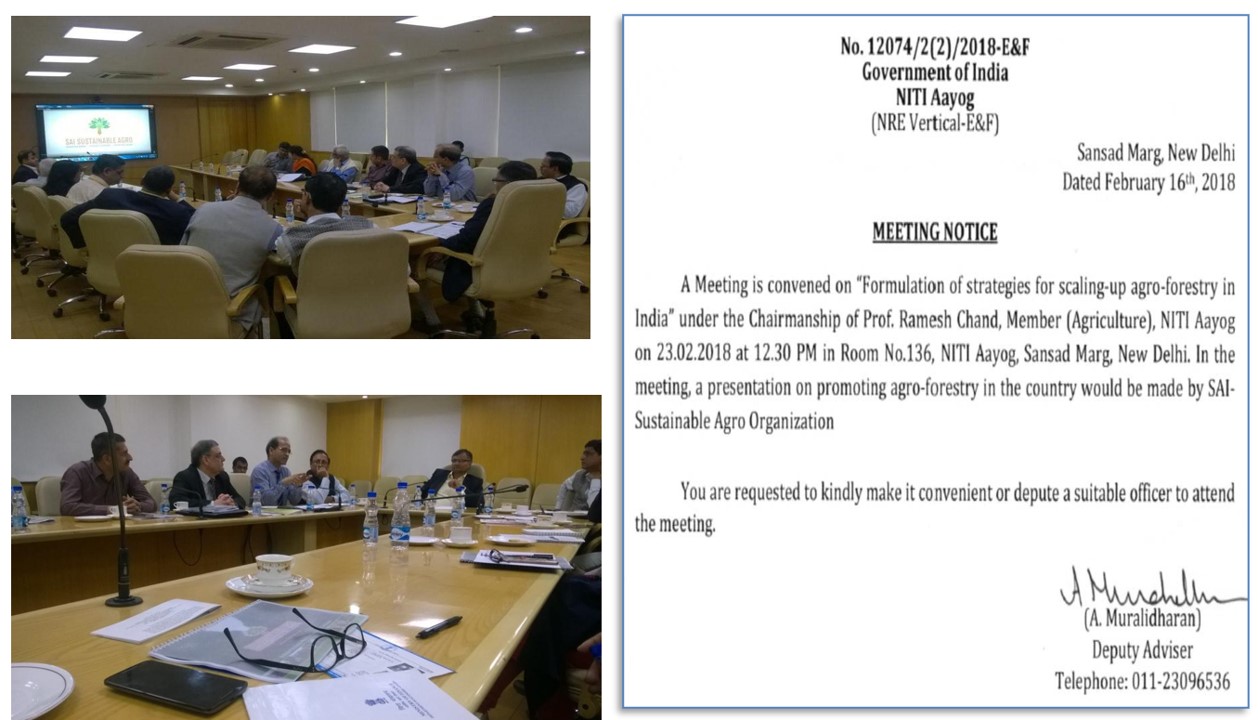 SAI SUSTAINABLE AGRO
No. 12074/2(2)/2018-E&F
Government of India
NITI Aayog
(NRE Vertical-E&F)
Sansad Marg, New Delhi
Dated February 16th, 2018
MEETING NOTICE
A Meeting is convened on “Formulation of strategies for scaling-up agro-forestry in
India” under the Chairmanship of Prof. Ramesh Chand, Member (Agriculture), NITI Aayog
on 23.02.2018 at 12.30 PM in Room No.136, NITI Aayog, Sansad Marg, New Delhi. In the
meeting, a presentation on promoting agro-forestry in the country would be made by SAI-
Sustainable Agro Organization
You are requested to kindly make it convenient or depute a suitable officer to attend
the meeting.
(A. Muralidharan)
Deputy Adviser
Telephone: 011-23096536